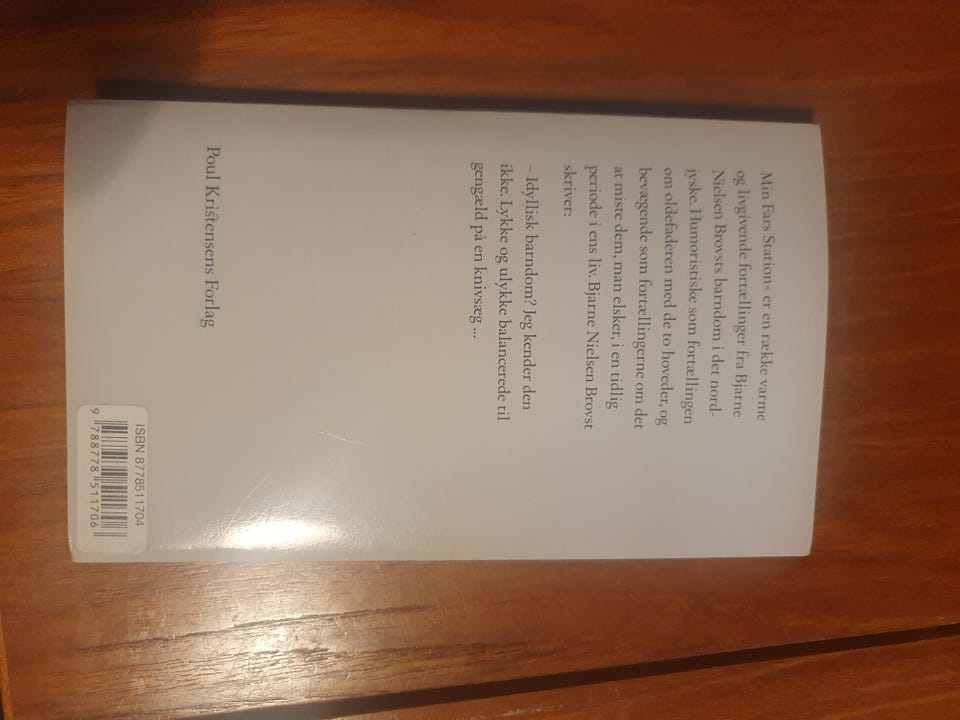 Min Fars Station« er en række varme
og livgivende fortællinger fra Bjarne
Nielsen Brovsts barndom i det nord-
jyske. Humoristiske som fortællingen
om oldefaderen med de to hoveder, og
bevægende som fortællingerne om det
at miste dem, man elsker, i en tidlig
periode i ens liv. Bjarne Nielsen Brovst
skriver:
– Idyllisk barndom? Jeg kender den
ikke. Lykke og ulykke balancerede til
gengæld på en knivsæg ...
Poul Kristensens Forlag
ISBN 8778511704
9 788778 511706